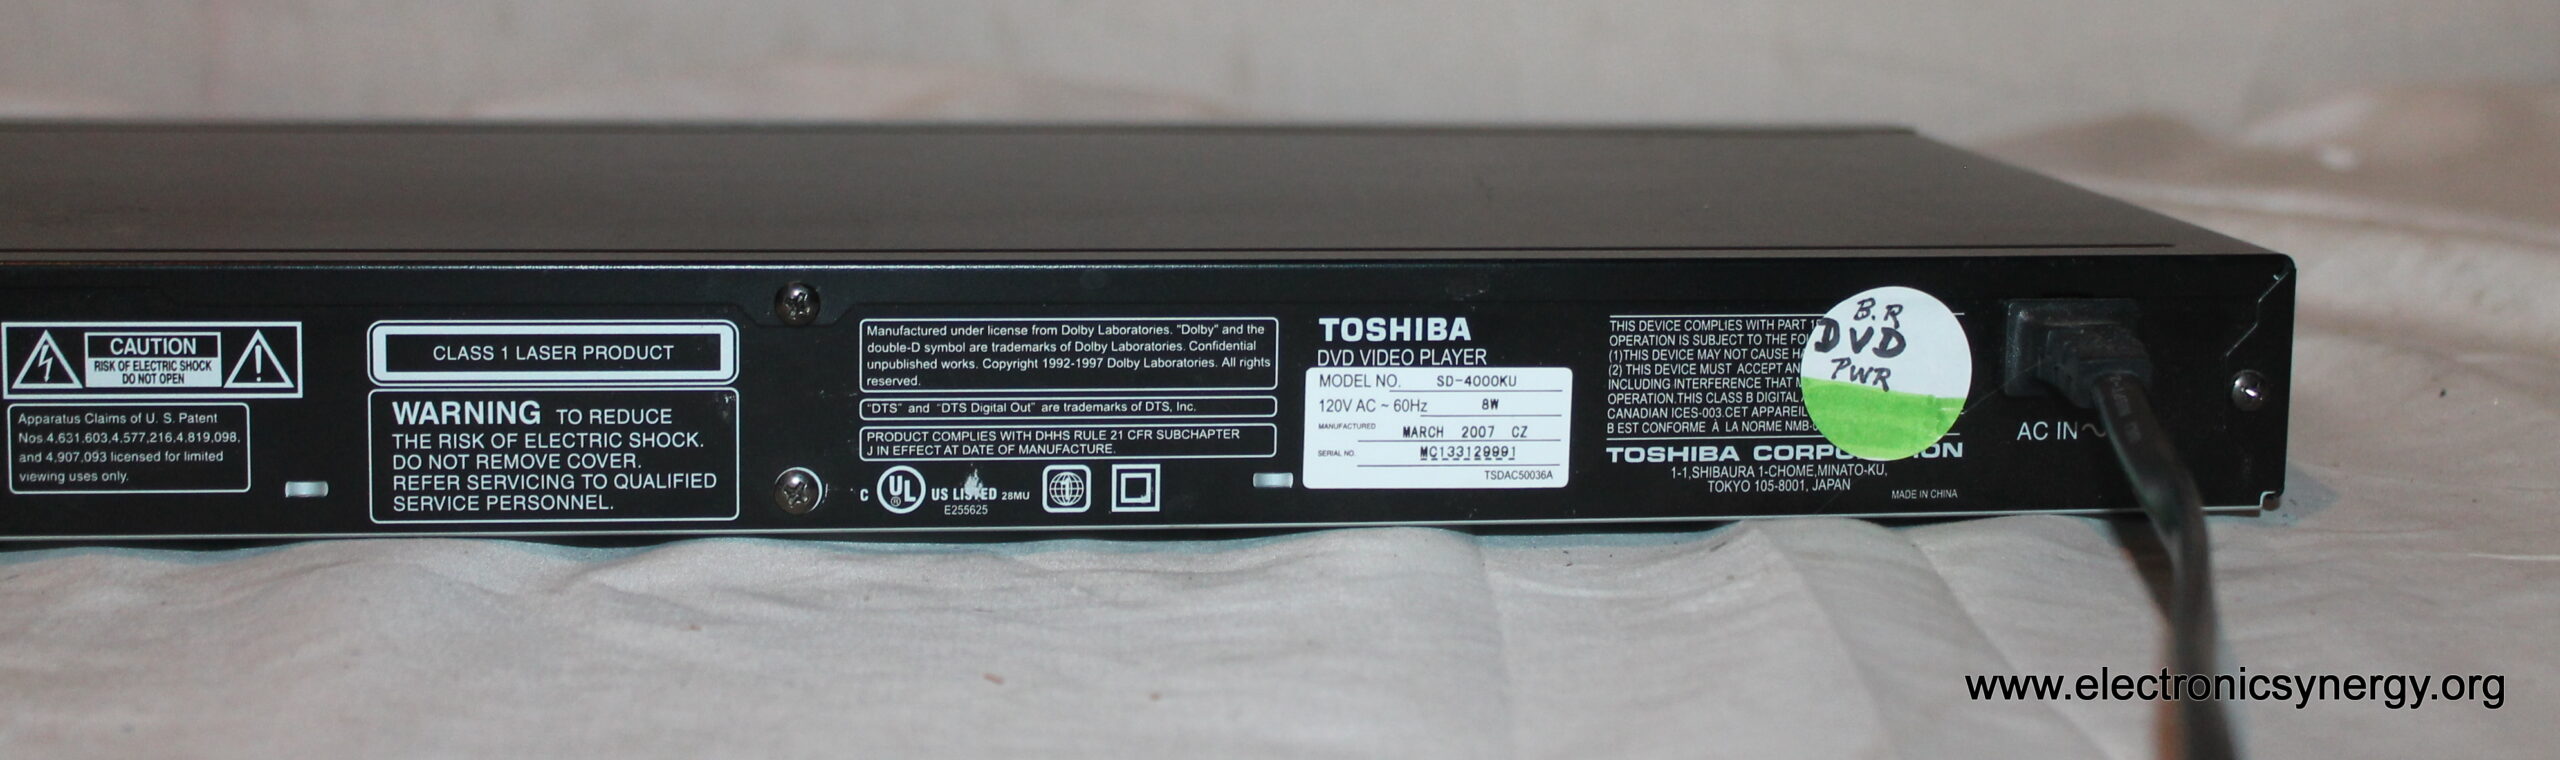 CAUTION
RISK OF ELECTRIC SHOCK
DO NOT OPEN
Apparatus Claims of U. S. Patent
Nos.4,631,603,4,577,216,4,819,098,
and 4,907,093 licensed for limited
viewing uses only.
CLASS 1 LASER PRODUCT
WARNING TO REDUCE
THE RISK OF ELECTRIC SHOCK.
DO NOT REMOVE COVER.
REFER SERVICING TO QUALIFIED
SERVICE PERSONNEL.
Manufactured under license from Dolby Laboratories. "Dolby" and the
double-D symbol are trademarks of Dolby Laboratories. Confidential
unpublished works. Copyright 1992-1997 Dolby Laboratories. All rights
reserved.
"DTS" and "DTS Digital Out" are trademarks of DTS, Inc.
PRODUCT COMPLIES WITH DHHS RULE 21 CFR SUBCHAPTER
J IN EFFECT AT DATE OF MANUFACTURE.
C UL ® US LISTED 28MU
E255625
TOSHIBA
DVD VIDEO PLAYER
MODEL NO. SD-4000KU
120V AC ~ 60Hz 8W
MANUFACTURED MARCH 2007 CZ
SERIAL NO. MC133129991
TSDAC50036A
THIS DEVICE COMPLIES WITH PART
OPERATION IS SUBJECT TO THE
(1)THIS DEVICE MAY NOT CAUSE
(2) THIS DEVICE MUST ACCEPT
INCLUDING INTERFERENCE THAT
OPERATION.THIS CLASS B DIGITAL
CANADIAN ICES-003.CET APPAREIL
B EST CONFORME À LA NORME
TOSHIBA
1-1,SHIBAURA 1-CHOME,MINATO-KU,
TOKYO 105-8001, JAPAN
MADE IN CHINA
B.R
DVD
PWR
AC IN ~
www.electronicsynergy.org